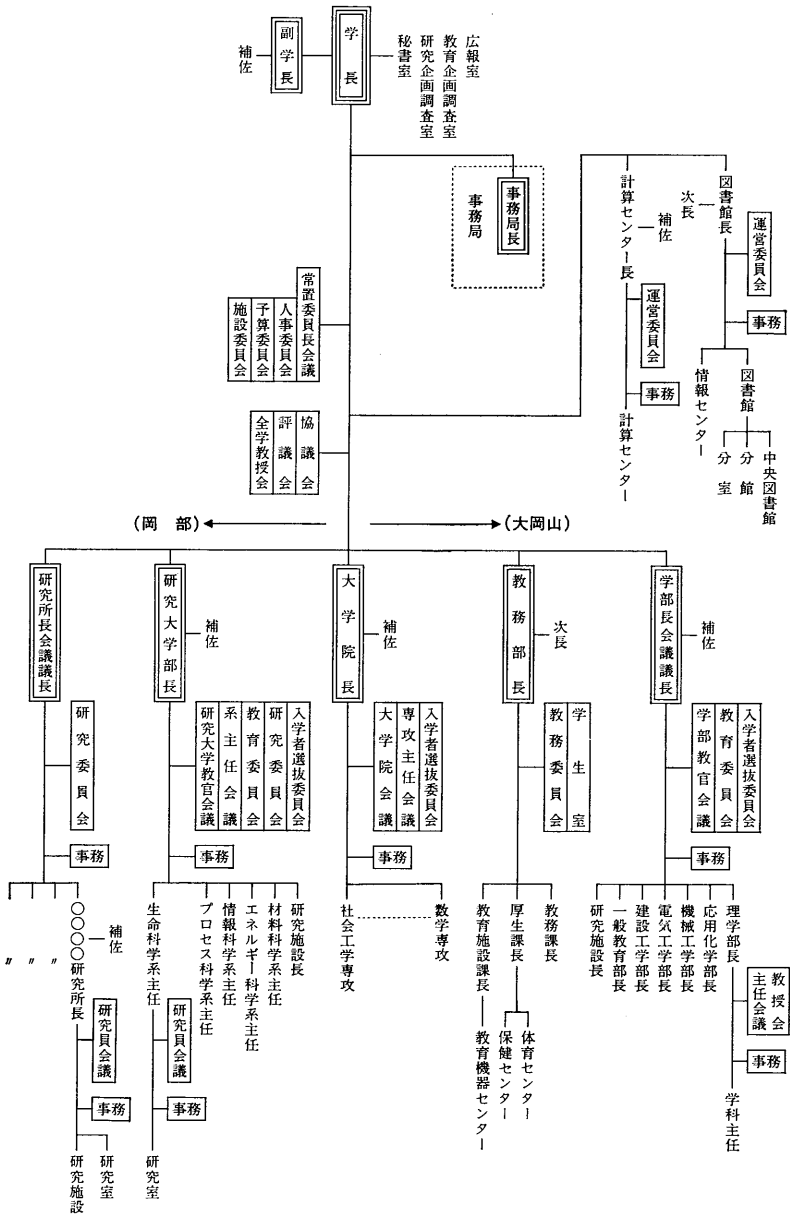 学長
副学長
補佐
広報室
教育企画調査室
研究企画調査室
秘書室
事務局長
事務局
図書館長
次長
運営委員会
事務
図書館
中央図書館
分館
分室
情報センター
計算センター長
補佐
運営委員会
事務
計算センター
常置委員長会議
人事委員会
予算委員会
施設委員会
協議会
評議会
全学教授会
(岡 部)
(大岡山)
学部長会議議長
補佐
入学者選抜委員会
教育委員会
学部教官会議
事務
理学部長
応用化学部長
機械工学部長
電気工学部長
建設工学部長
一般教育部長
研究施設長
教授会
主任会議
事務
学科主任
教務部長
次長
学生室
教務委員会
教務課長
厚生課長
教育施設課長
体育センター
保健センター
教育機器センター
大学院長
補佐
入学者選抜委員会
専攻主任会議
大学院会議
事務
数学専攻
社会工学専攻
研究大学部長
補佐
入学者選抜委員会
研究委員会
教育委員会
系主任会議
研究大学教官会議
事務
研究施設長
材料科学系主任
エネルギー科学系主任
情報科学系主任
プロセス科学系主任
生命科学系主任
研究員会議
事務
研究室
研究所長会議議長
研究委員会
事務
〇〇〇〇研究所長
〃
〃
〃
補佐
研究員会議
事務
研究室
研究施設